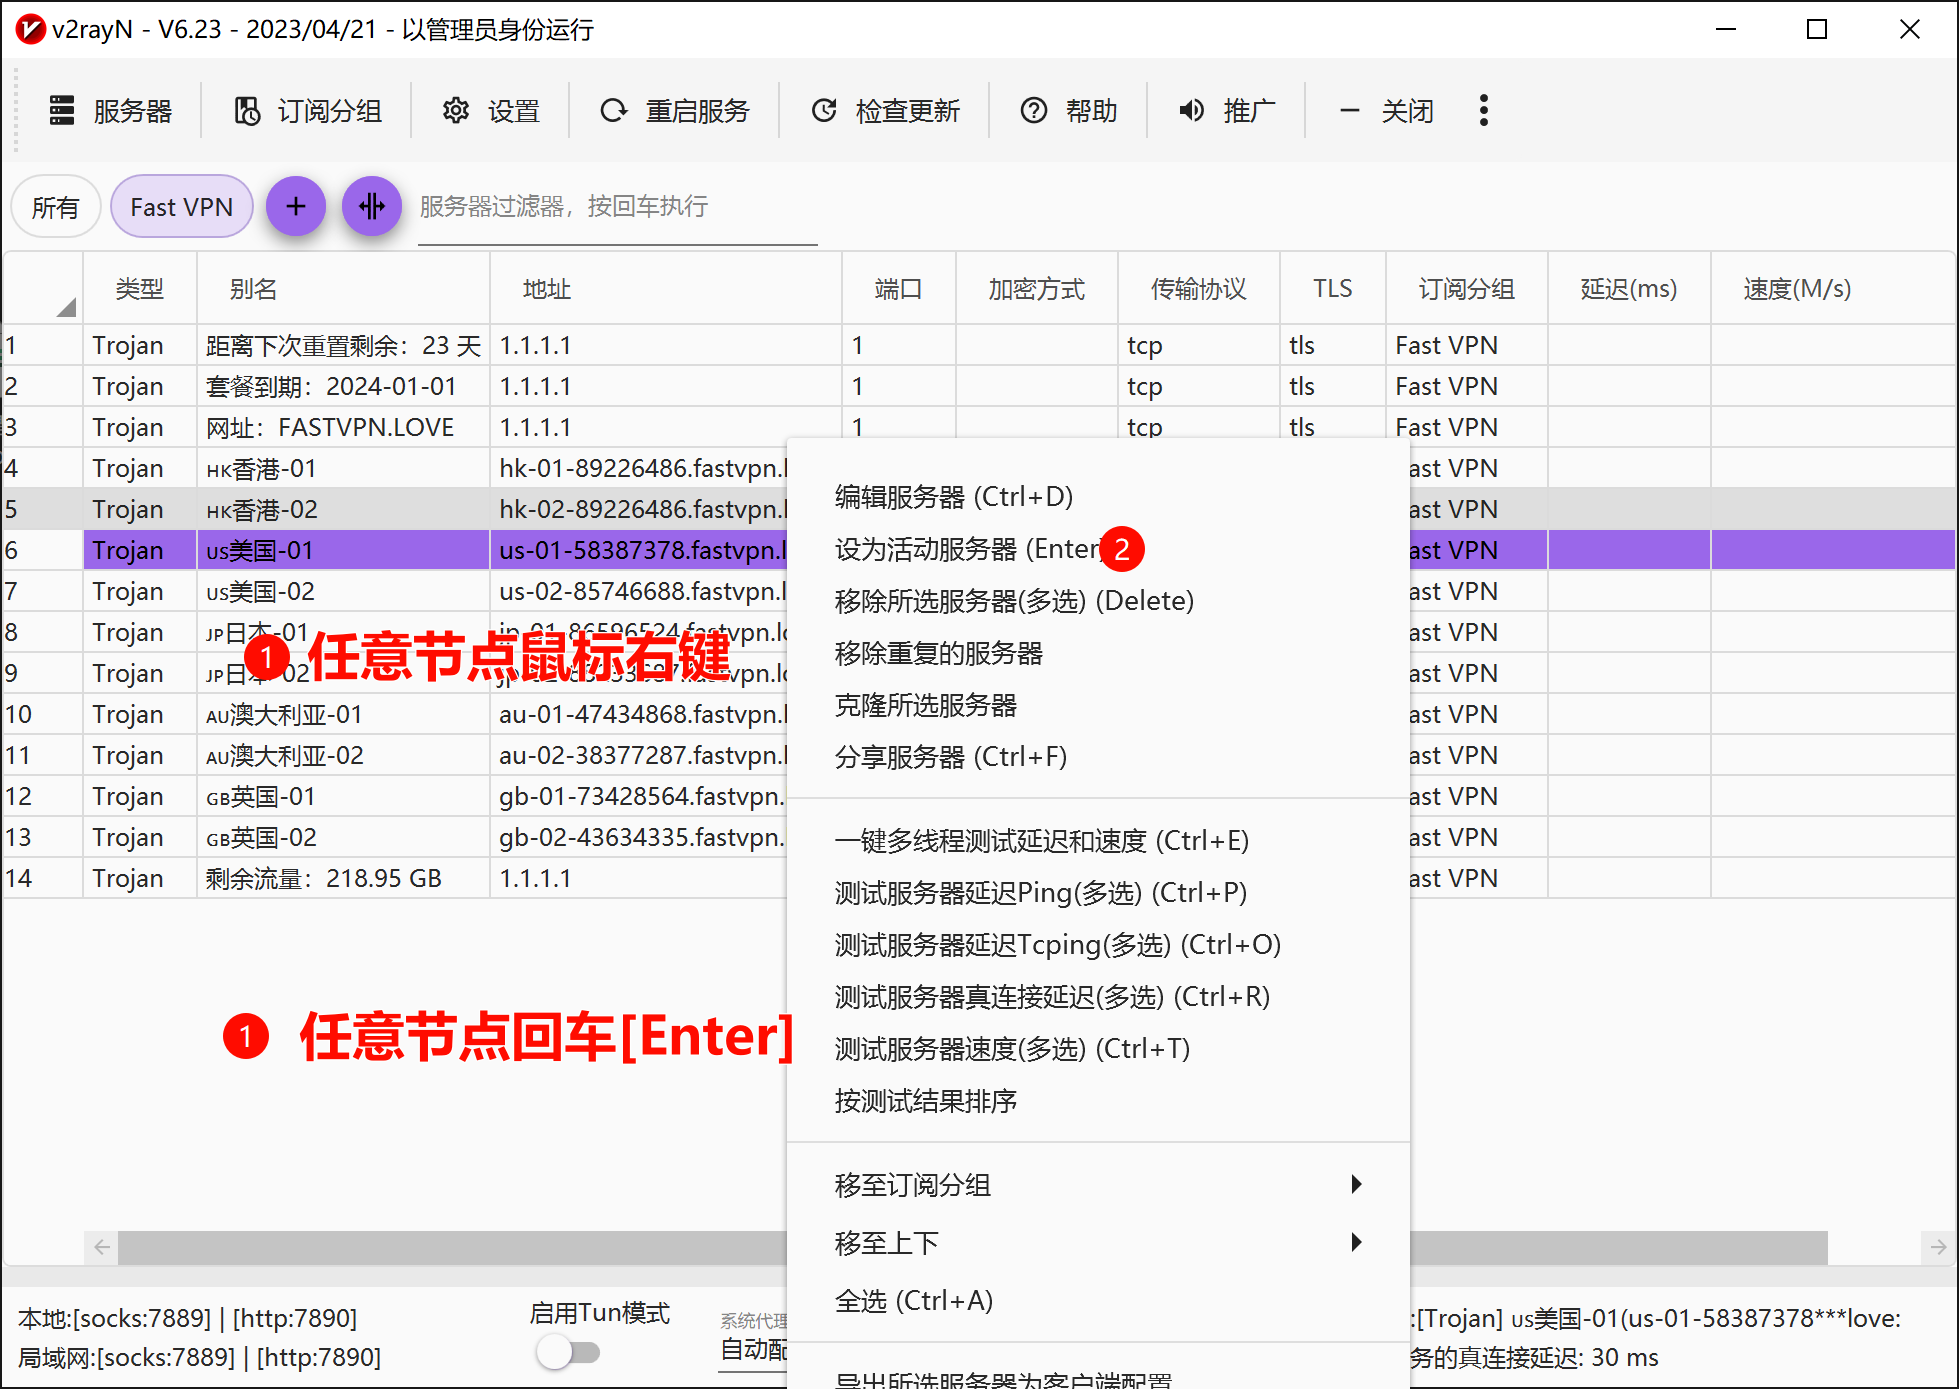 v2rayN - V6.23 - 2023/04/21 - 以管理员身份运行
服务器 订阅分组 设置 重启服务 检查更新 帮助 推广 关闭
所有 Fast VPN 服务器过滤器，按回车执行
类型 别名 地址 端口 加密方式 传输协议 TLS 订阅分组 延迟(ms) 速度(M/s)
1 Trojan 距离下次重置剩余：23 天 1.1.1.1 1 tcp tls Fast VPN
2 Trojan 套餐到期：2024-01-01 1.1.1.1 1 tcp tls Fast VPN
3 Trojan 网址：FASTVPN.LOVE 1.1.1.1 1 tcp tls Fast VPN
4 Trojan HK香港-01 hk-01-89226486.fastvpn. ast VPN
5 Trojan HK香港-02 hk-02-89226486.fastvpn. ast VPN
6 Trojan US美国-01 us-01-58387378.fastvpn. ast VPN
7 Trojan US美国-02 us-02-85746688.fastvpn. ast VPN
8 Trojan JP日本-01 jp-01-86596524.fastvpn.lo ast VPN
9 Trojan JP日本-02 ast VPN
10 Trojan AU澳大利亚-01 au-01-47434868.fastvpn. ast VPN
11 Trojan AU澳大利亚-02 au-02-38377287.fastvpn. ast VPN
12 Trojan GB英国-01 gb-01-73428564.fastvpn. ast VPN
13 Trojan GB英国-02 gb-02-43634335.fastvpn. ast VPN
14 Trojan 剩余流量：218.95 GB 1.1.1.1 ast VPN
1 任意节点鼠标右键
1 任意节点回车[Enter]
编辑服务器 (Ctrl+D)
设为活动服务器 (Enter) 2
移除所选服务器(多选) (Delete)
移除重复的服务器
克隆所选服务器
分享服务器 (Ctrl+F)
一键多线程测试延迟和速度 (Ctrl+E)
测试服务器延迟Ping(多选) (Ctrl+P)
测试服务器延迟Tcping(多选) (Ctrl+O)
测试服务器真连接延迟(多选) (Ctrl+R)
测试服务器速度(多选) (Ctrl+T)
按测试结果排序
移至订阅分组
移至上下
全选 (Ctrl+A)
导出所选服务器为客户端配置
本地:[socks:7889] | [http:7890]
局域网:[socks:7889] | [http:7890]
启用Tun模式
系统代理
自动配
:[Trojan] US美国-01(us-01-58387378***love:
务的真连接延迟: 30 ms